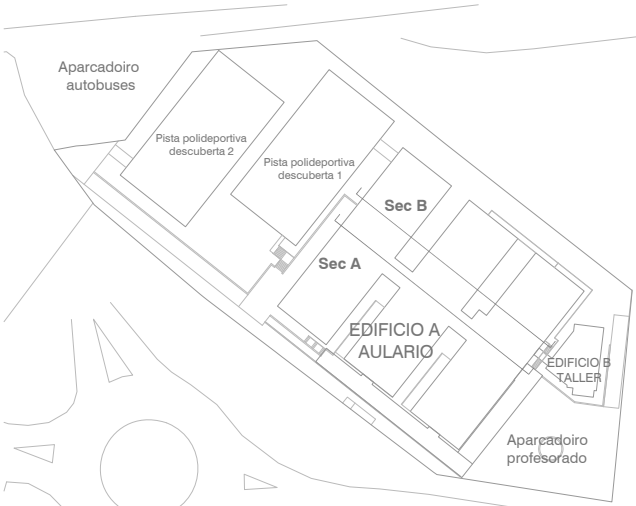 Aparcadoiro
autobuses
Pista polideportiva
descuberta 2
Pista polideportiva
descuberta 1
Sec B
Sec A
EDIFICIO A
AULARIO
EDIFICIO B
TALLER
Aparcadoiro
profesorado